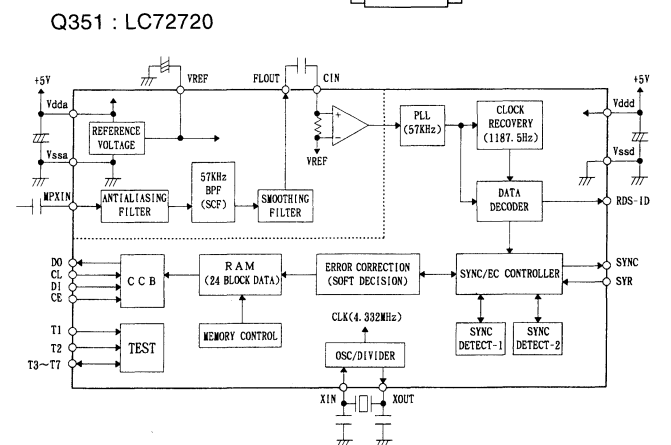 Q351 : LC72720
+5V
VREF
FLOUT
CIN
+5V
Vdda
REFERENCE
VOLTAGE
Vssa
VREF
PLL
(57KHz)
CLOCK
RECOVERY
(1187.5Hz)
Vddd
Vssd
MPXIN
ANTIALIASING
FILTER
57KHz
BPF
(SCF)
SMOOTHING
FILTER
DATA
DECODER
RDS-ID
DO
CL
DI
CE
CCB
RAM
(24 BLOCK DATA)
ERROR CORRECTION
(SOFT DECISION)
SYNC/EC CONTROLLER
SYNC
SYR
T1
T2
T3~T7
TEST
MEMORY CONTROL
CLK(4.332MHz)
OSC/DIVIDER
SYNC
DETECT-1
SYNC
DETECT-2
XIN
XOUT